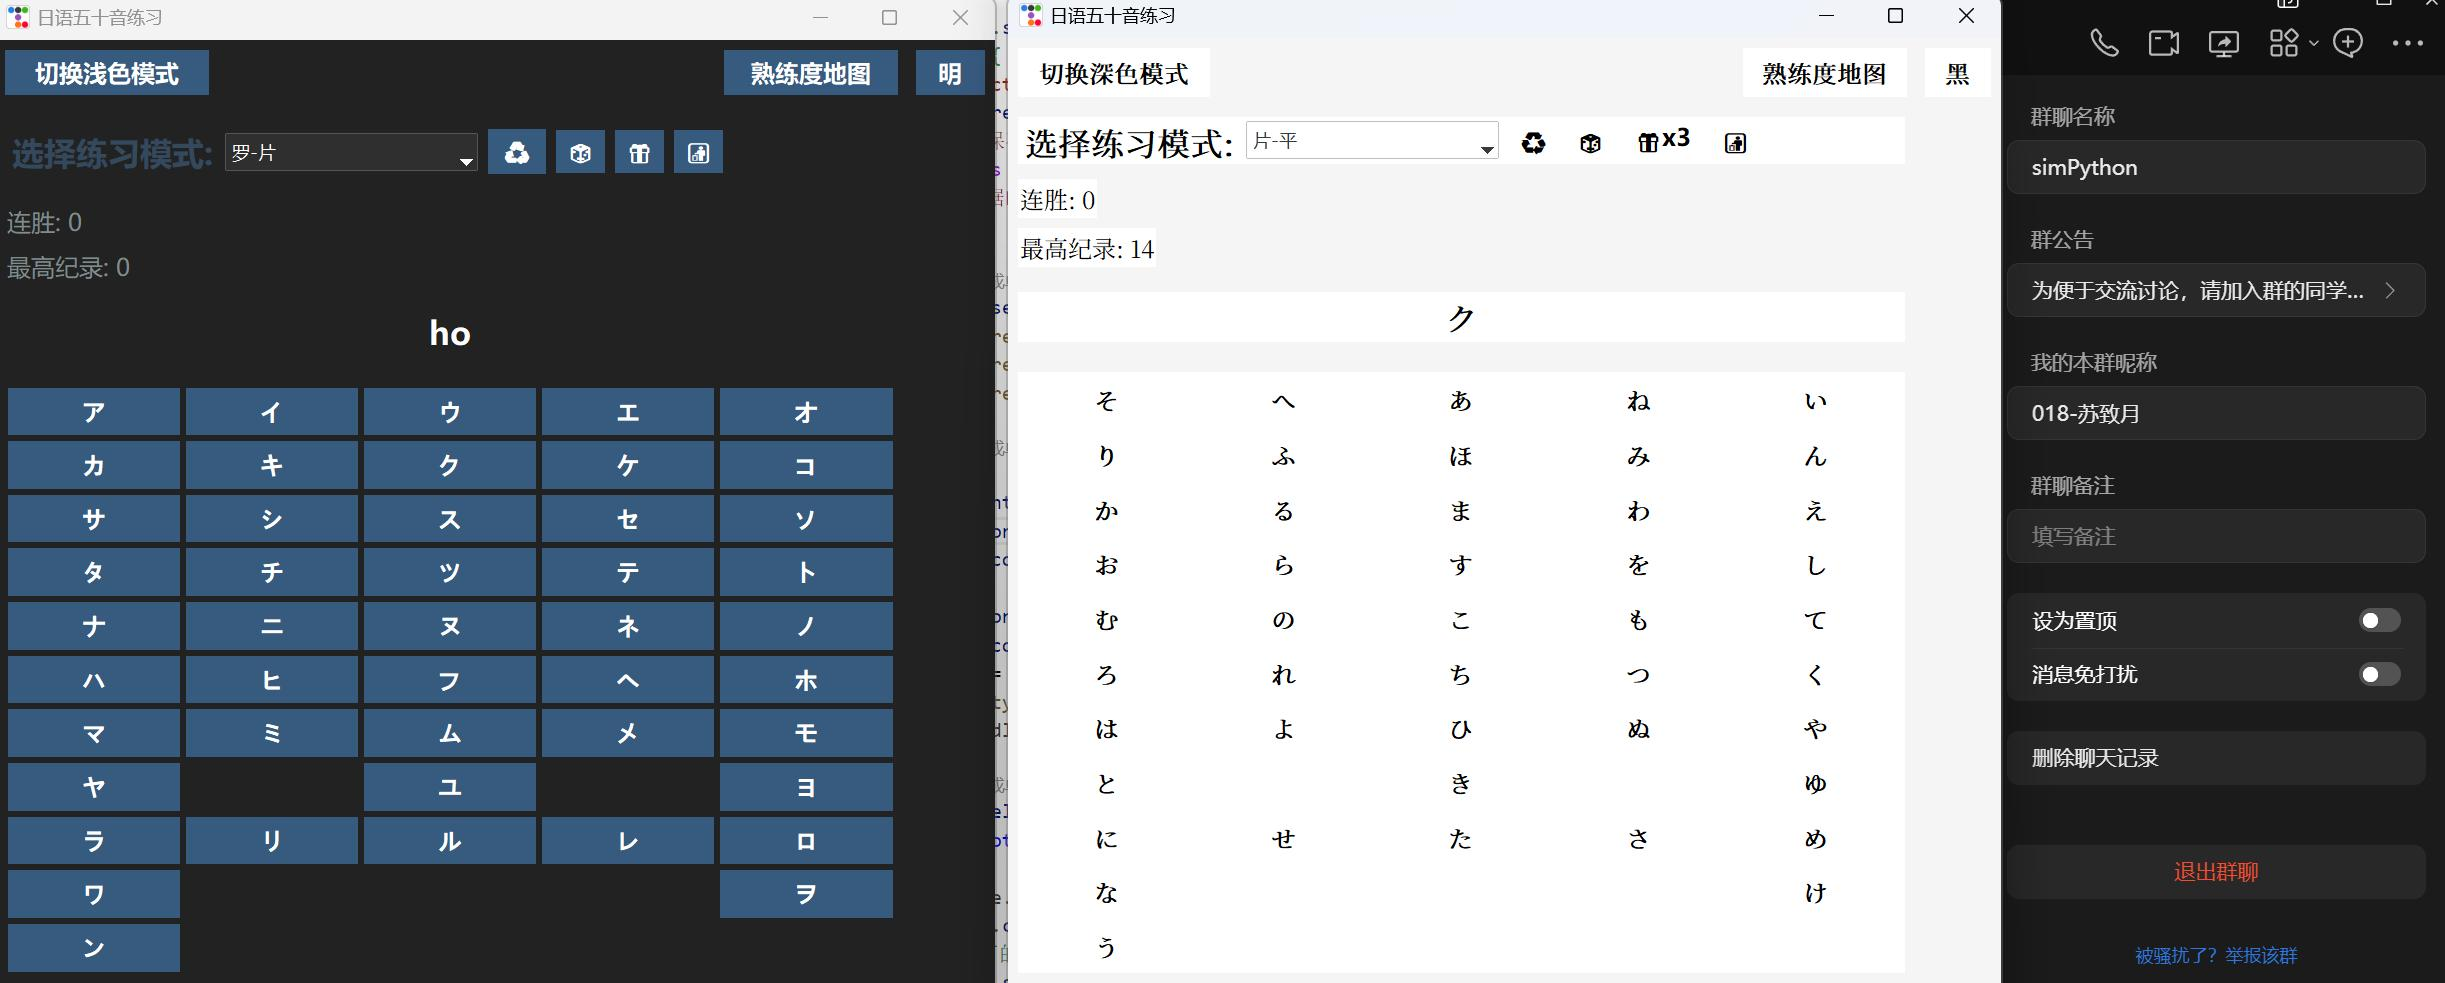 日语五十音练习
切换浅色模式
熟练度地图
明
选择练习模式:
罗-片
连胜: 0
最高纪录: 0
ho
ア イ ウ エ オ
カ キ ク ケ コ
サ シ ス セ ソ
タ チ ツ テ ト
ナ ニ ヌ ネ ノ
ハ ヒ フ ヘ ホ
マ ミ ム メ モ
ヤ ユ ヨ
ラ リ ル レ ロ
ワ ヲ
ン
日语五十音练习
切换深色模式
熟练度地图
黑
选择练习模式:
片-平
x3
连胜: 0
最高纪录: 14
ク
そ へ あ ね い
り ふ ほ み ん
か る ま わ え
お ら す を し
む の こ も て
ろ れ ち つ く
は よ ひ ぬ や
と き ゆ
に せ た さ め
な け
う
群聊名称
simPython
群公告
为便于交流讨论，请加入群的同学...
我的本群昵称
018-苏致月
群聊备注
填写备注
设为置顶
消息免打扰
删除聊天记录
退出群聊
被骚扰了？举报该群